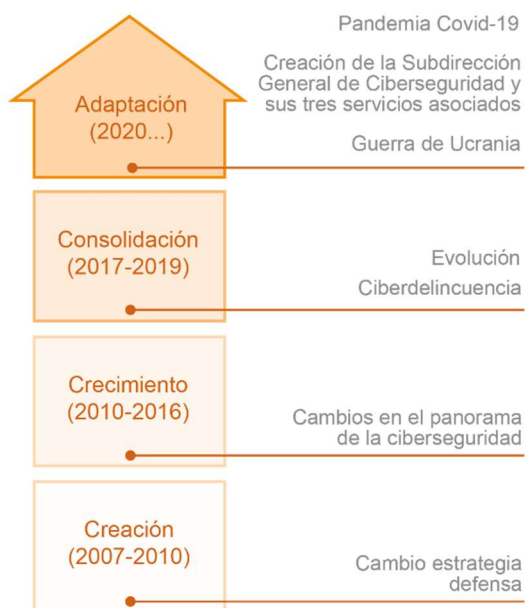 Pandemia Covid-19
Creación de la Subdirección
General de Ciberseguridad y
sus tres servicios asociados
Adaptación
(2020...)
Guerra de Ucrania
Consolidación
(2017-2019)
Evolución
Ciberdelincuencia
Crecimiento
(2010-2016)
Cambios en el panorama
de la ciberseguridad
Creación
(2007-2010)
Cambio estrategia
defensa